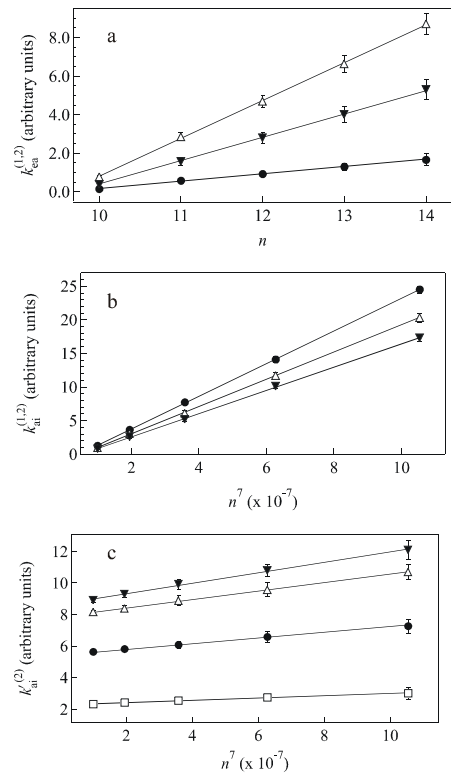 a
8.0
6.0
4.0
2.0
0.0
k_ea^(1,2) (arbitrary units)
10 11 12 13 14
n
b
25
20
15
10
5
0
k_ai^(1,2) (arbitrary units)
2 4 6 8 10
n^7 (x 10^-7)
c
12
10
8
6
4
2
k'_ai^(2) (arbitrary units)
2 4 6 8 10
n^7 (x 10^-7)